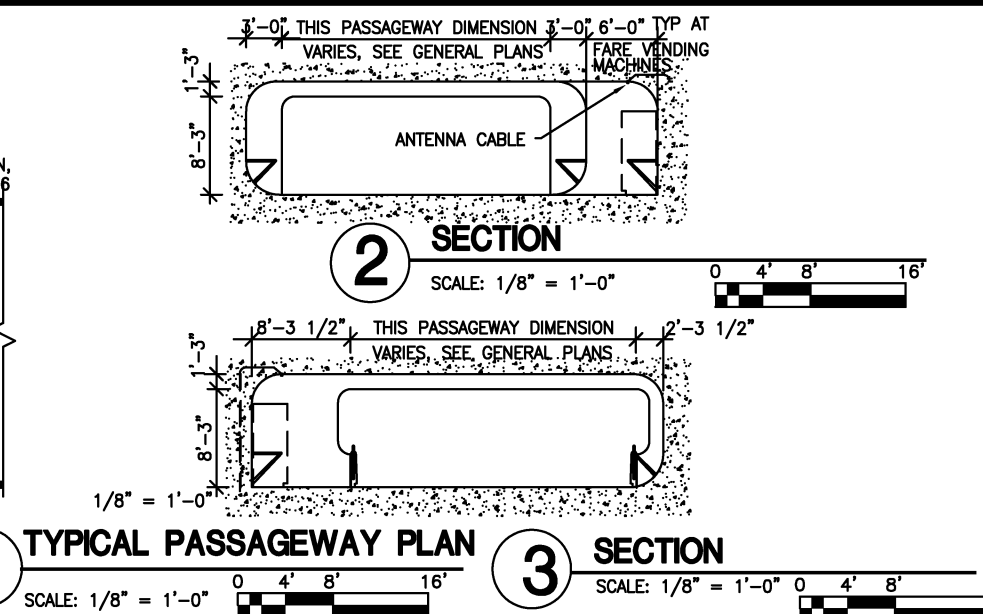 3'-0" THIS PASSAGEWAY DIMENSION 3'-0" 6'-0" TYP AT
VARIES, SEE GENERAL PLANS FARE VENDING
MACHINES
1'-3"
8'-3"
ANTENNA CABLE
N,
6
2 SECTION
SCALE: 1/8" = 1'-0"
0 4' 8' 16'
8'-3 1/2" THIS PASSAGEWAY DIMENSION 2'-3 1/2"
VARIES, SEE GENERAL PLANS
1'-3"
8'-3"
1/8" = 1'-0"
TYPICAL PASSAGEWAY PLAN
SCALE: 1/8" = 1'-0"
0 4' 8' 16'
3 SECTION
SCALE: 1/8" = 1'-0"
0 4' 8'